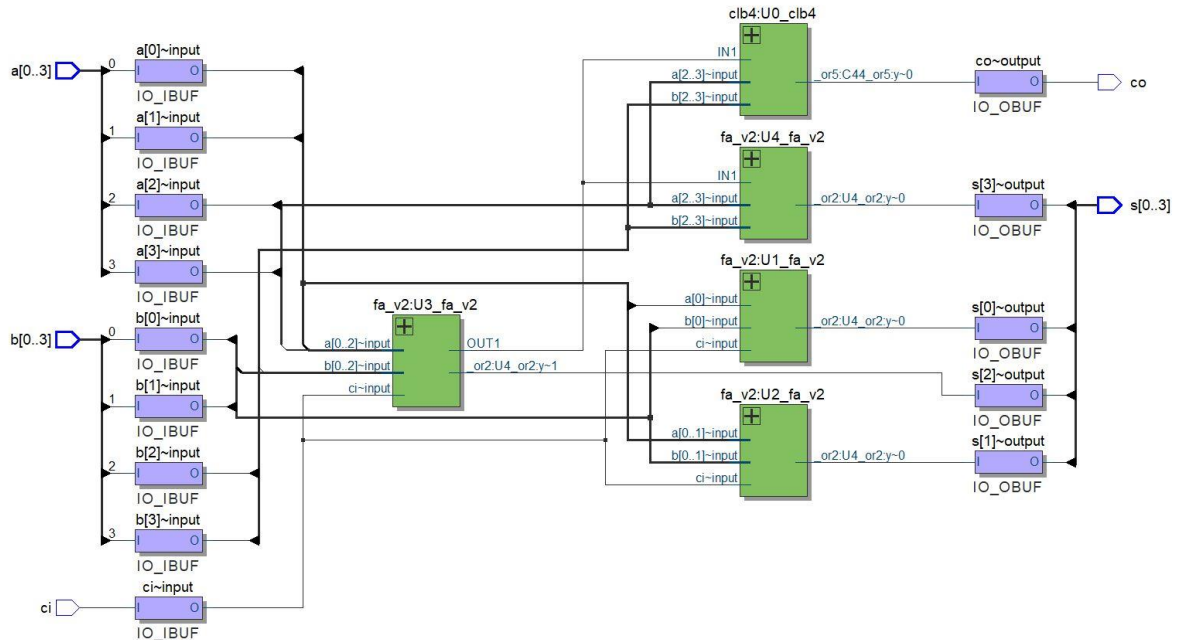 a[0..3]
0
a[0]~input
I
O
IO_IBUF
1
a[1]~input
I
O
IO_IBUF
2
a[2]~input
I
O
IO_IBUF
3
a[3]~input
I
O
IO_IBUF
b[0..3]
0
b[0]~input
I
O
IO_IBUF
1
b[1]~input
I
O
IO_IBUF
2
b[2]~input
I
O
IO_IBUF
3
b[3]~input
I
O
IO_IBUF
ci
ci~input
I
O
IO_IBUF
fa_v2:U3_fa_v2
a[0..2]~input
b[0..2]~input
ci~input
OUT1
_or2:U4_or2:y~1
clb4:U0_clb4
IN1
a[2..3]~input
b[2..3]~input
_or5:C44_or5:y~0
fa_v2:U4_fa_v2
IN1
a[2..3]~input
b[2..3]~input
_or2:U4_or2:y~0
fa_v2:U1_fa_v2
a[0]~input
b[0]~input
ci~input
_or2:U4_or2:y~0
fa_v2:U2_fa_v2
a[0..1]~input
b[0..1]~input
ci~input
_or2:U4_or2:y~0
co~output
I
O
IO_OBUF
co
s[3]~output
I
O
IO_OBUF
s[0..3]
s[0]~output
I
O
IO_OBUF
s[2]~output
I
O
IO_OBUF
s[1]~output
I
O
IO_OBUF